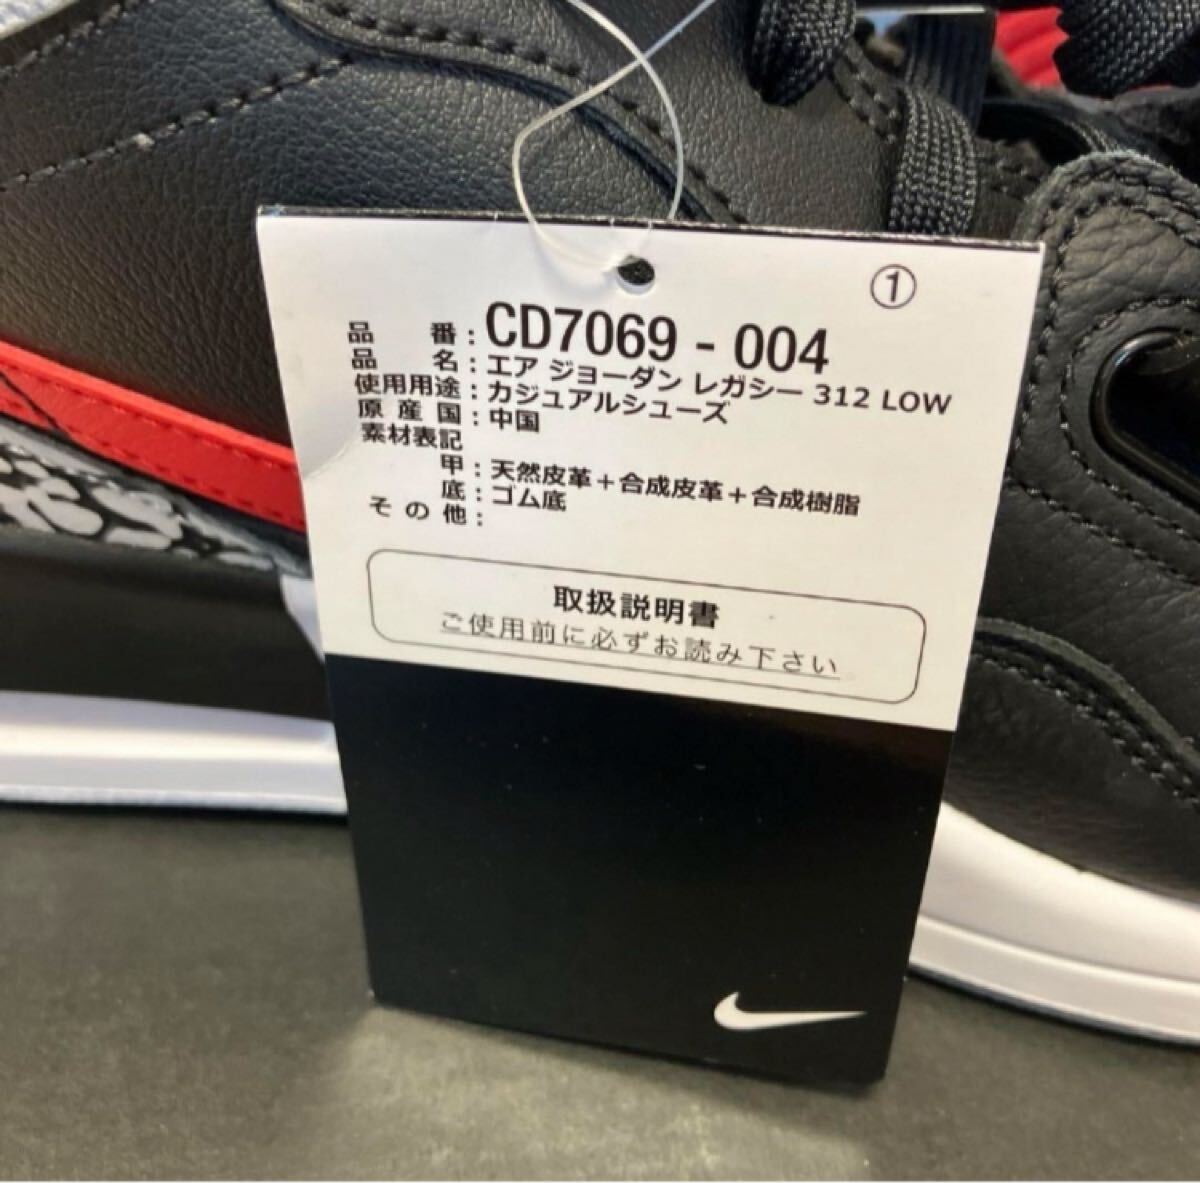 ①
品番：CD7069 - 004
品名：エア ジョーダン レガシー 312 LOW
使用用途：カジュアルシューズ
原産国：中国
素材表記
甲：天然皮革＋合成皮革＋合成樹脂
底：ゴム底
その他：
取扱説明書
ご使用前に必ずお読み下さい